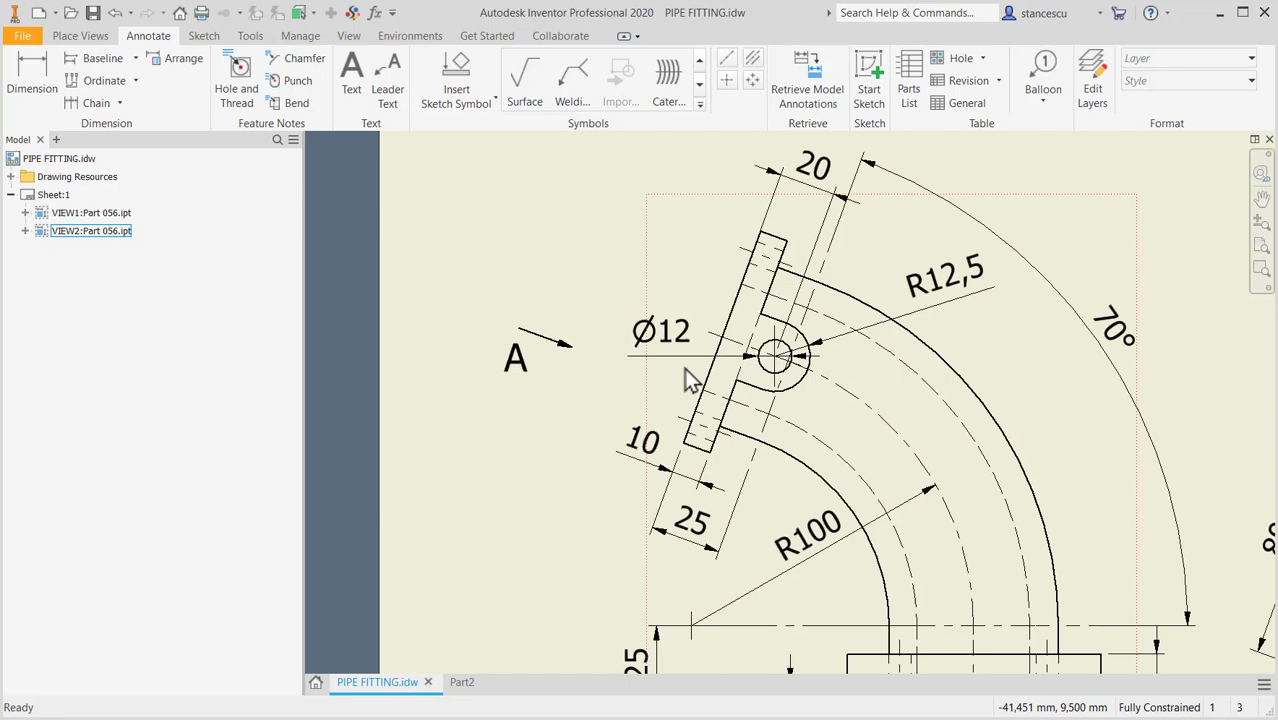 PRO
Autodesk Inventor Professional 2020 PIPE FITTING.idw
Search Help & Commands...
stancescu
File
Place Views
Annotate
Sketch
Tools
Manage
View
Environments
Get Started
Collaborate
Dimension
Baseline
Ordinate
Chain
Arrange
Dimension
Hole and
Thread
Chamfer
Punch
Bend
Feature Notes
Text
Leader
Text
Text
Insert
Sketch Symbol
Surface
Weldi...
Impor...
Cater...
Symbols
Retrieve Model
Annotations
Retrieve
Start
Sketch
Sketch
Parts
List
Hole
Revision
General
Table
Balloon
Edit
Layers
Layer
Style
Format
Model
PIPE FITTING.idw
Drawing Resources
Sheet:1
VIEW1:Part 056.ipt
VIEW2:Part 056.ipt
20
R12,5
70°
Ø12
A
10
25
R100
25
PIPE FITTING.idw
Part2
Ready
-41,451 mm, 9,500 mm
Fully Constrained
1
3